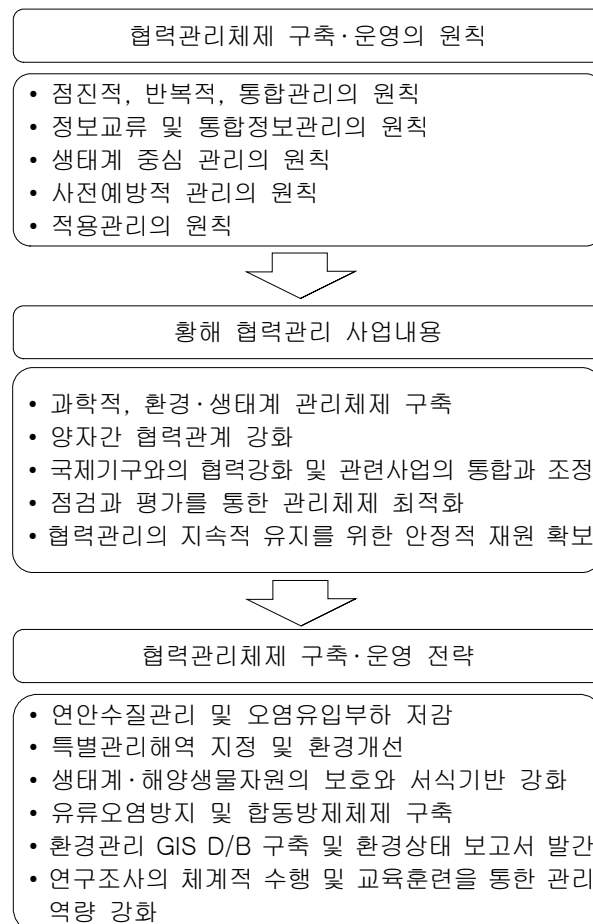 협력관리체제 구축·운영의 원칙
• 점진적, 반복적, 통합관리의 원칙
• 정보교류 및 통합정보관리의 원칙
• 생태계 중심 관리의 원칙
• 사전예방적 관리의 원칙
• 적용관리의 원칙
황해 협력관리 사업내용
• 과학적, 환경·생태계 관리체제 구축
• 양자간 협력관계 강화
• 국제기구와의 협력강화 및 관련사업의 통합과 조정
• 점검과 평가를 통한 관리체제 최적화
• 협력관리의 지속적 유지를 위한 안정적 재원 확보
협력관리체제 구축·운영 전략
• 연안수질관리 및 오염유입부하 저감
• 특별관리해역 지정 및 환경개선
• 생태계·해양생물자원의 보호와 서식기반 강화
• 유류오염방지 및 합동방제체제 구축
• 환경관리 GIS D/B 구축 및 환경상태 보고서 발간
• 연구조사의 체계적 수행 및 교육훈련을 통한 관리
역량 강화